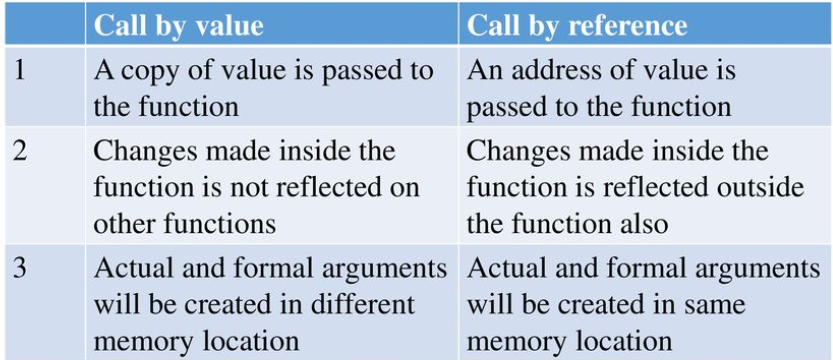 Call by value Call by reference
1 A copy of value is passed to An address of value is
the function passed to the function
2 Changes made inside the Changes made inside the
function is not reflected on function is reflected outside
other functions the function also
3 Actual and formal arguments Actual and formal arguments
will be created in different will be created in same
memory location memory location